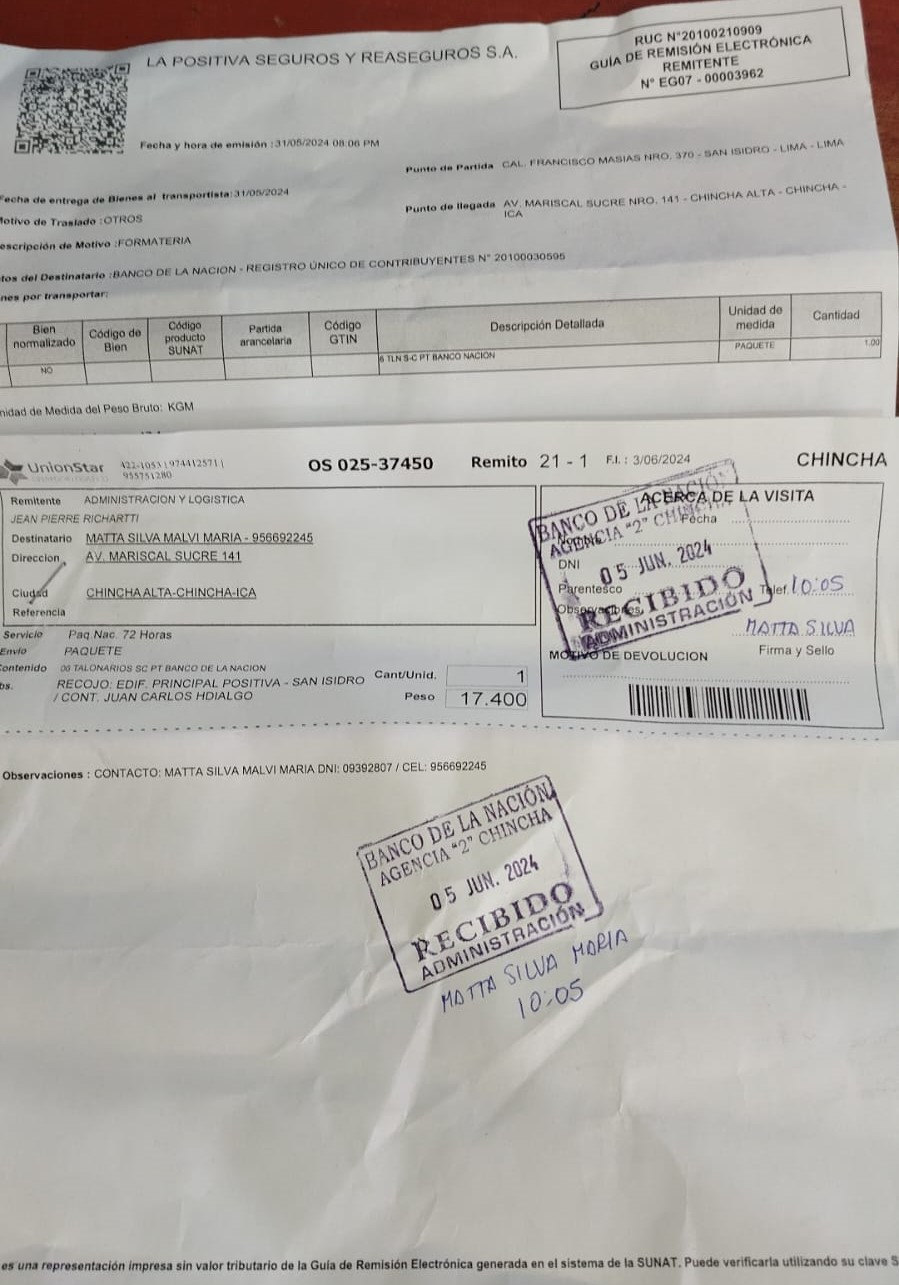 LA POSITIVA SEGUROS Y REASEGUROS S.A.
RUC N°20100210909
GUÍA DE REMISIÓN ELECTRÓNICA
REMITENTE
N° EG07 - 00003962
Fecha y hora de emisión :31/05/2024 08:06 PM
Punto de Partida CAL. FRANCISCO MASIAS NRO. 370 - SAN ISIDRO - LIMA - LIMA
Fecha de entrega de Bienes al transportista:31/05/2024
Punto de llegada AV. MARISCAL SUCRE NRO. 141 - CHINCHA ALTA - CHINCHA -
ICA
otivo de Traslado :OTROS
escripción de Motivo :FORMATERIA
tos del Destinatario :BANCO DE LA NACION - REGISTRO ÚNICO DE CONTRIBUYENTES N° 20100030595
nes por transportar:
Bien normalizado Código de Bien Código producto SUNAT Partida arancelaria Código GTIN Descripción Detallada Unidad de medida Cantidad
NO 6 TLN S-C PT BANCO NACION PAQUETE 1.00
nidad de Medida del Peso Bruto: KGM
UnionStar 422-1053 | 974412571 | OS 025-37450 Remito 21 - 1 F.I. : 3/06/2024 CHINCHA
955751280
Remitente ADMINISTRACION Y LOGISTICA
JEAN PIERRE RICHARTTI
Destinatario MATTA SILVA MALVI MARIA - 956692245
Direccion AV. MARISCAL SUCRE 141
Ciudad CHINCHA ALTA-CHINCHA-ICA
Referencia
Servicio Paq Nac. 72 Horas
Envio PAQUETE
Contenido 06 TALONARIOS SC PT BANCO DE LA NACION
bs. RECOJO: EDIF. PRINCIPAL POSITIVA - SAN ISIDRO
/ CONT. JUAN CARLOS HDIALGO
Cant/Unid. 1
Peso 17.400
ACERCA DE LA VISITA
Fecha
DNI
Parentesco Telef. 10:05
Observaciones
MATTA SILVA
Firma y Sello
MOTIVO DE DEVOLUCION
BANCO DE LA NACIÓN
AGENCIA "2" CHINCHA
05 JUN. 2024
RECIBIDO
ADMINISTRACIÓN
Observaciones : CONTACTO: MATTA SILVA MALVI MARIA DNI: 09392807 / CEL: 956692245
BANCO DE LA NACIÓN
AGENCIA "2" CHINCHA
05 JUN. 2024
RECIBIDO
ADMINISTRACIÓN
MATTA SILVA MARIA
10:05
es una representación impresa sin valor tributario de la Guía de Remisión Electrónica generada en el sistema de la SUNAT. Puede verificarla utilizando su clave S